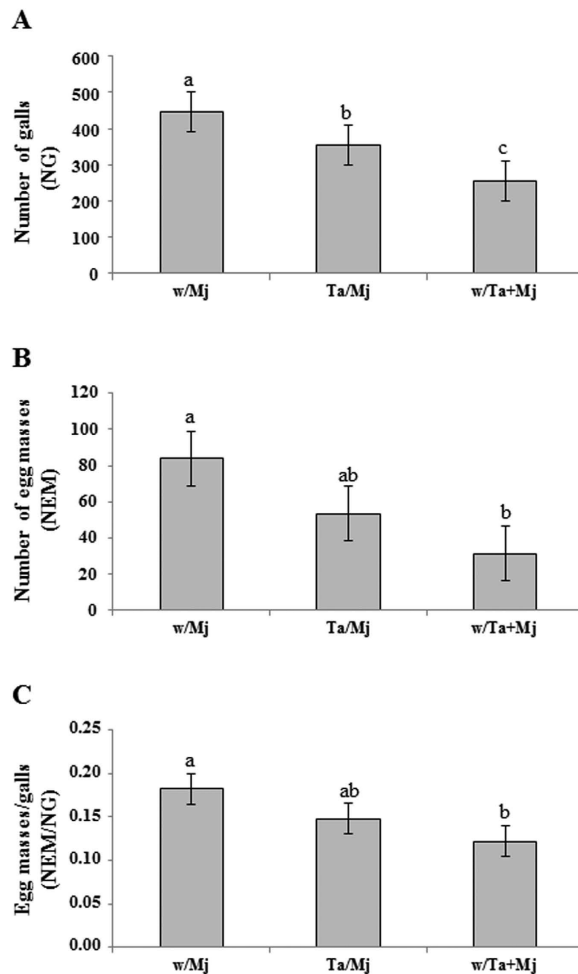 A
Number of galls
(NG)
600
500
400
300
200
100
0
a
b
c
w/Mj
Ta/Mj
w/Ta+Mj
B
Number of egg masses
(NEM)
120
100
80
60
40
20
0
a
ab
b
w/Mj
Ta/Mj
w/Ta+Mj
C
Egg masses/galls
(NEM/NG)
0.25
0.20
0.15
0.10
0.05
0.00
a
ab
b
w/Mj
Ta/Mj
w/Ta+Mj